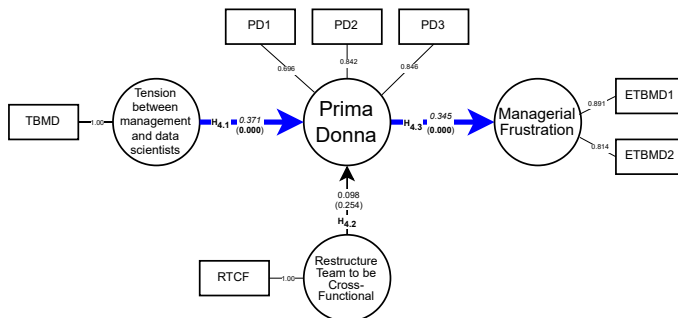 PD1
PD2
PD3
0.696
0.842
0.846
TBMD
1.00
Tension
between
management
and data
scientists
H4.1
0.371
(0.000)
Prima
Donna
H4.3
0.345
(0.000)
Managerial
Frustration
0.891
ETBMD1
0.814
ETBMD2
0.098
(0.254)
H4.2
RTCF
1.00
Restructure
Team to be
Cross-
Functional